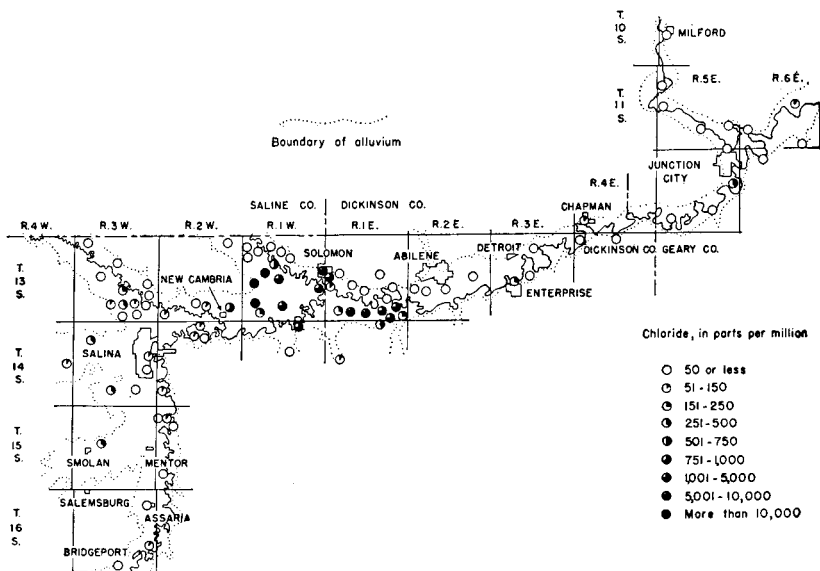 T.
10
S.
MILFORD
R.5E.
R.6E.
T.
11
S.
Boundary of alluvium
JUNCTION
CITY
SALINE CO. DICKINSON CO.
R.4E.
CHAPMAN
R.4W. R.3W. R.2W. R.1W. R.1E. R.2E. R.3E.
DICKINSON CO. GEARY CO.
T.
13
S.
NEW CAMBRIA
SOLOMON
ABILENE
DETROIT
ENTERPRISE
Chloride, in parts per million
50 or less
51-150
151-250
251-500
501-750
751-1,000
1,001-5,000
5,001-10,000
More than 10,000
T.
14
S.
SALINA
T.
15
S.
SMOLAN
MENTOR
SALEMSBURG
T.
16
S.
ASSARIA
BRIDGEPORT